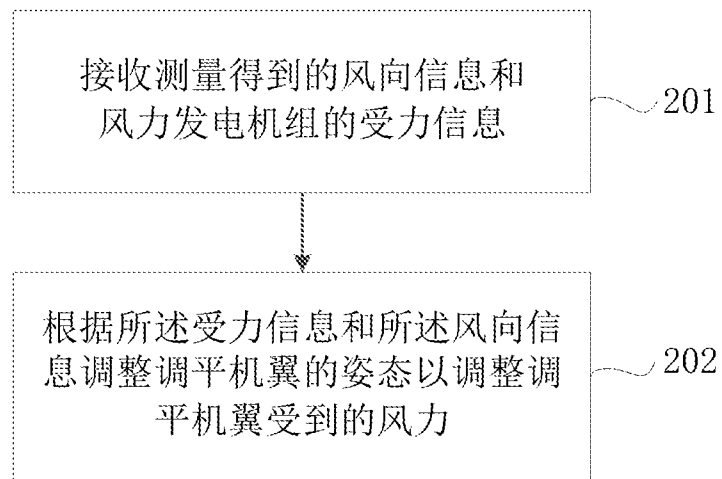 接收测量得到的风向信息和
风力发电机组的受力信息
201
根据所述受力信息和所述风向信
息调整调平机翼的姿态以调整调
平机翼受到的风力
202